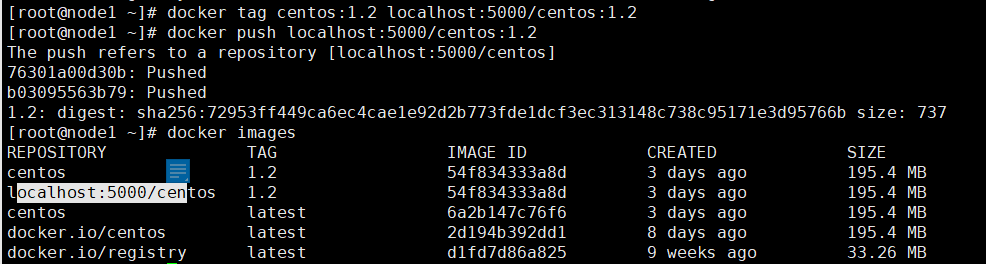 [root@node1 ~]# docker tag centos:1.2 localhost:5000/centos:1.2
[root@node1 ~]# docker push localhost:5000/centos:1.2
The push refers to a repository [localhost:5000/centos]
76301a00d30b: Pushed
b03095563b79: Pushed
1.2: digest: sha256:72953ff449ca6ec4cae1e92d2b773fde1dcf3ec313148c738c95171e3d95766b size: 737
[root@node1 ~]# docker images
REPOSITORY TAG IMAGE ID CREATED SIZE
centos 1.2 54f834333a8d 3 days ago 195.4 MB
localhost:5000/centos 1.2 54f834333a8d 3 days ago 195.4 MB
centos latest 6a2b147c76f6 3 days ago 195.4 MB
docker.io/centos latest 2d194b392dd1 8 days ago 195.4 MB
docker.io/registry latest d1fd7d86a825 9 weeks ago 33.26 MB